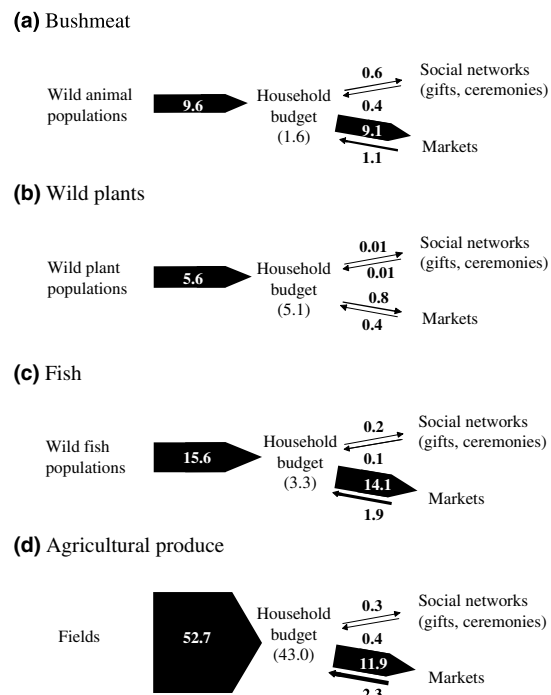 (a) Bushmeat
Wild animal
populations
9.6
Household
budget
(1.6)
0.6
0.4
Social networks
(gifts, ceremonies)
9.1
1.1
Markets
(b) Wild plants
Wild plant
populations
5.6
Household
budget
(5.1)
0.01
0.01
Social networks
(gifts, ceremonies)
0.8
0.4
Markets
(c) Fish
Wild fish
populations
15.6
Household
budget
(3.3)
0.2
0.1
Social networks
(gifts, ceremonies)
14.1
1.9
Markets
(d) Agricultural produce
Fields
52.7
Household
budget
(43.0)
0.3
0.4
Social networks
(gifts, ceremonies)
11.9
2.3
Markets